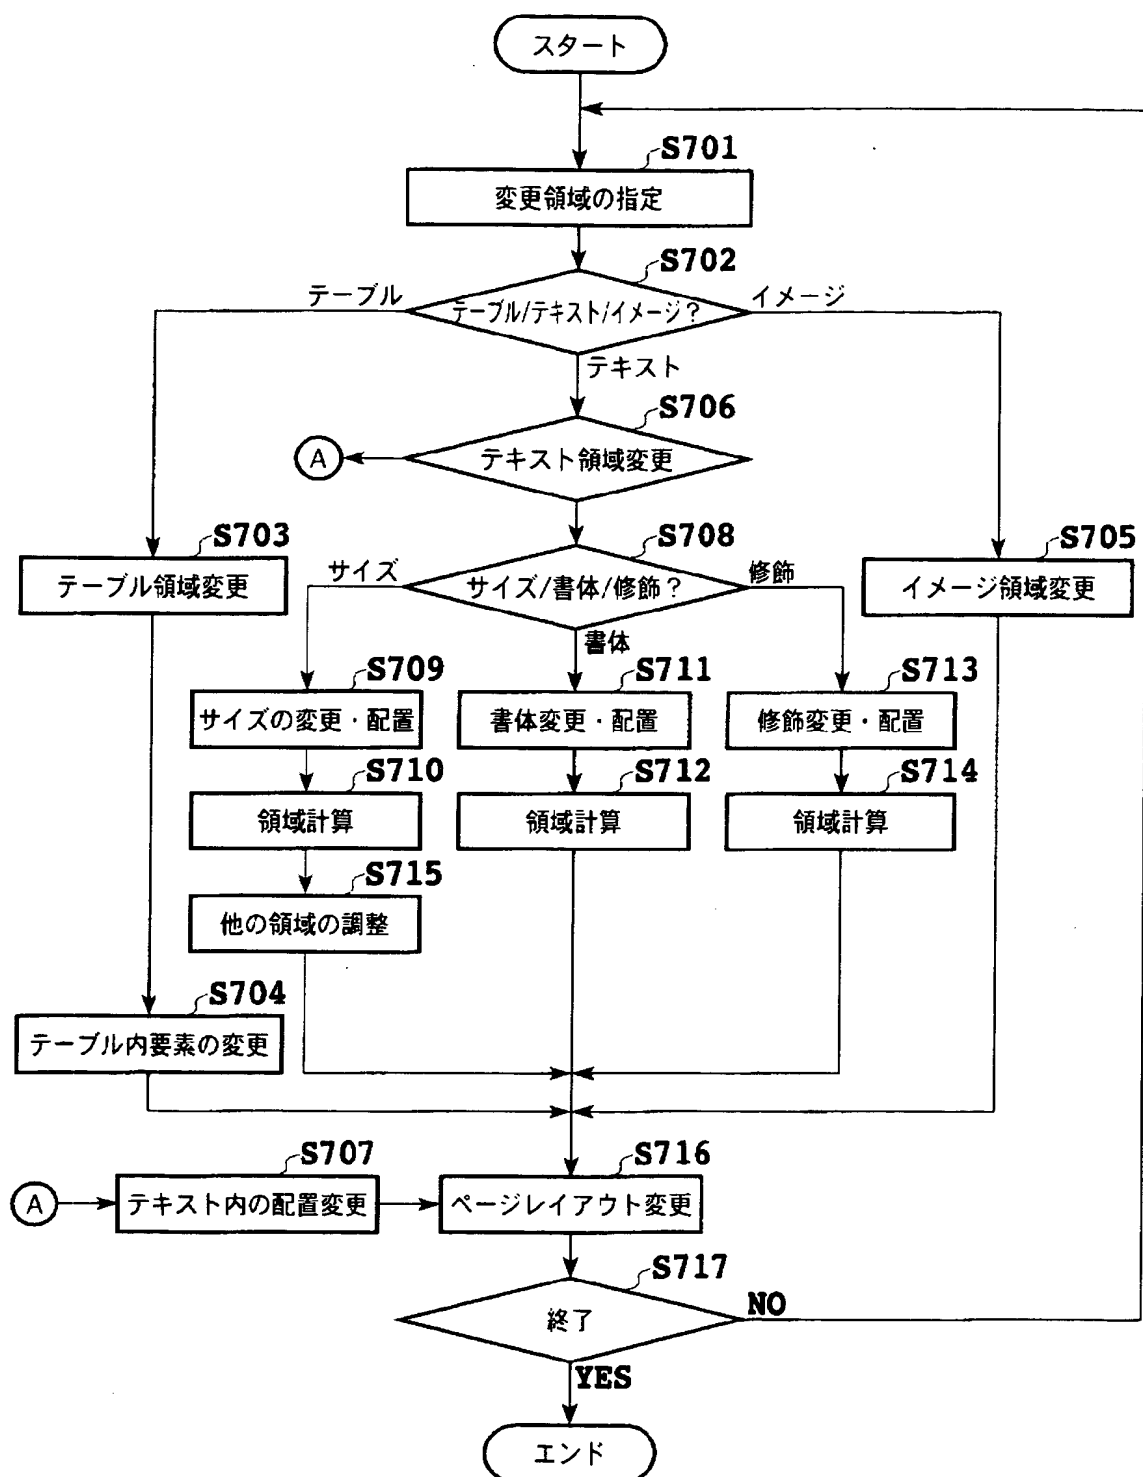 スタート
S701
変更領域の指定
S702
テーブル
テーブル/テキスト/イメージ?
イメージ
テキスト
S706
A
テキスト領域変更
S703
テーブル領域変更
S708
サイズ
サイズ/書体/修飾?
修飾
書体
S705
イメージ領域変更
S709
サイズの変更・配置
S711
書体変更・配置
S713
修飾変更・配置
S710
領域計算
S712
領域計算
S714
領域計算
S715
他の領域の調整
S704
テーブル内要素の変更
A
S707
テキスト内の配置変更
S716
ページレイアウト変更
S717
終了
NO
YES
エンド